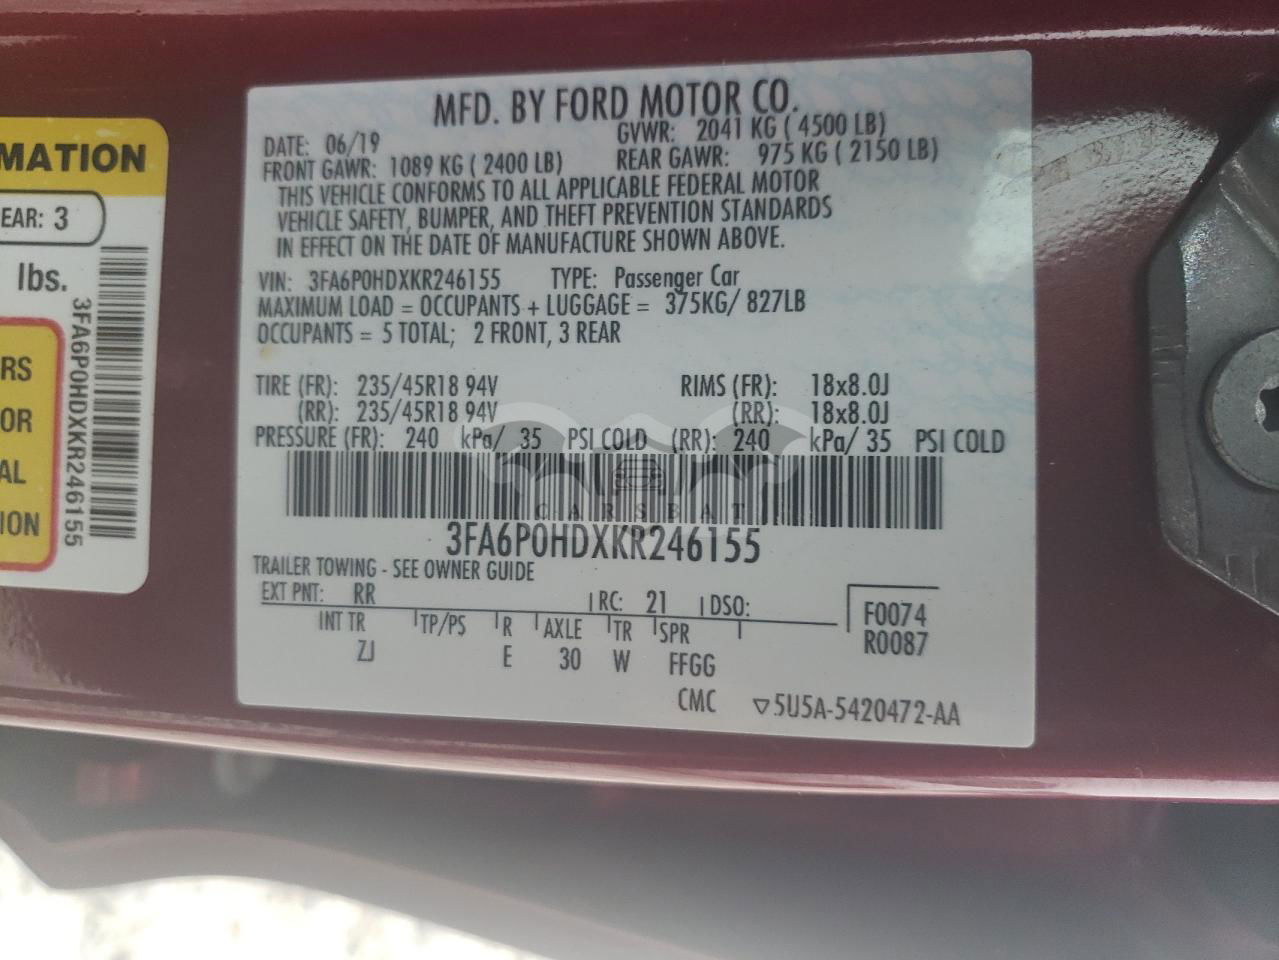 MATION
EAR: 3
lbs.
3FA6P0HDXKR246155
RS
OR
AL
ION
MFD. BY FORD MOTOR CO.
DATE: 06/19 GVWR: 2041 KG ( 4500 LB)
FRONT GAWR: 1089 KG ( 2400 LB) REAR GAWR: 975 KG ( 2150 LB)
THIS VEHICLE CONFORMS TO ALL APPLICABLE FEDERAL MOTOR
VEHICLE SAFETY, BUMPER, AND THEFT PREVENTION STANDARDS
IN EFFECT ON THE DATE OF MANUFACTURE SHOWN ABOVE.
VIN: 3FA6P0HDXKR246155 TYPE: Passenger Car
MAXIMUM LOAD = OCCUPANTS + LUGGAGE = 375KG/ 827LB
OCCUPANTS = 5 TOTAL; 2 FRONT, 3 REAR
TIRE (FR): 235/45R18 94V RIMS (FR): 18x8.0J
(RR): 235/45R18 94V (RR): 18x8.0J
PRESSURE (FR): 240 kPa/ 35 PSI COLD (RR): 240 kPa/ 35 PSI COLD
CARSBAT
3FA6P0HDXKR246155
TRAILER TOWING - SEE OWNER GUIDE
EXT PNT: RR RC: 21 DSO:
INT TR TP/PS R AXLE TR SPR
ZJ E 30 W FFGG
F0074
R0087
CMC ▽5U5A-5420472-AA